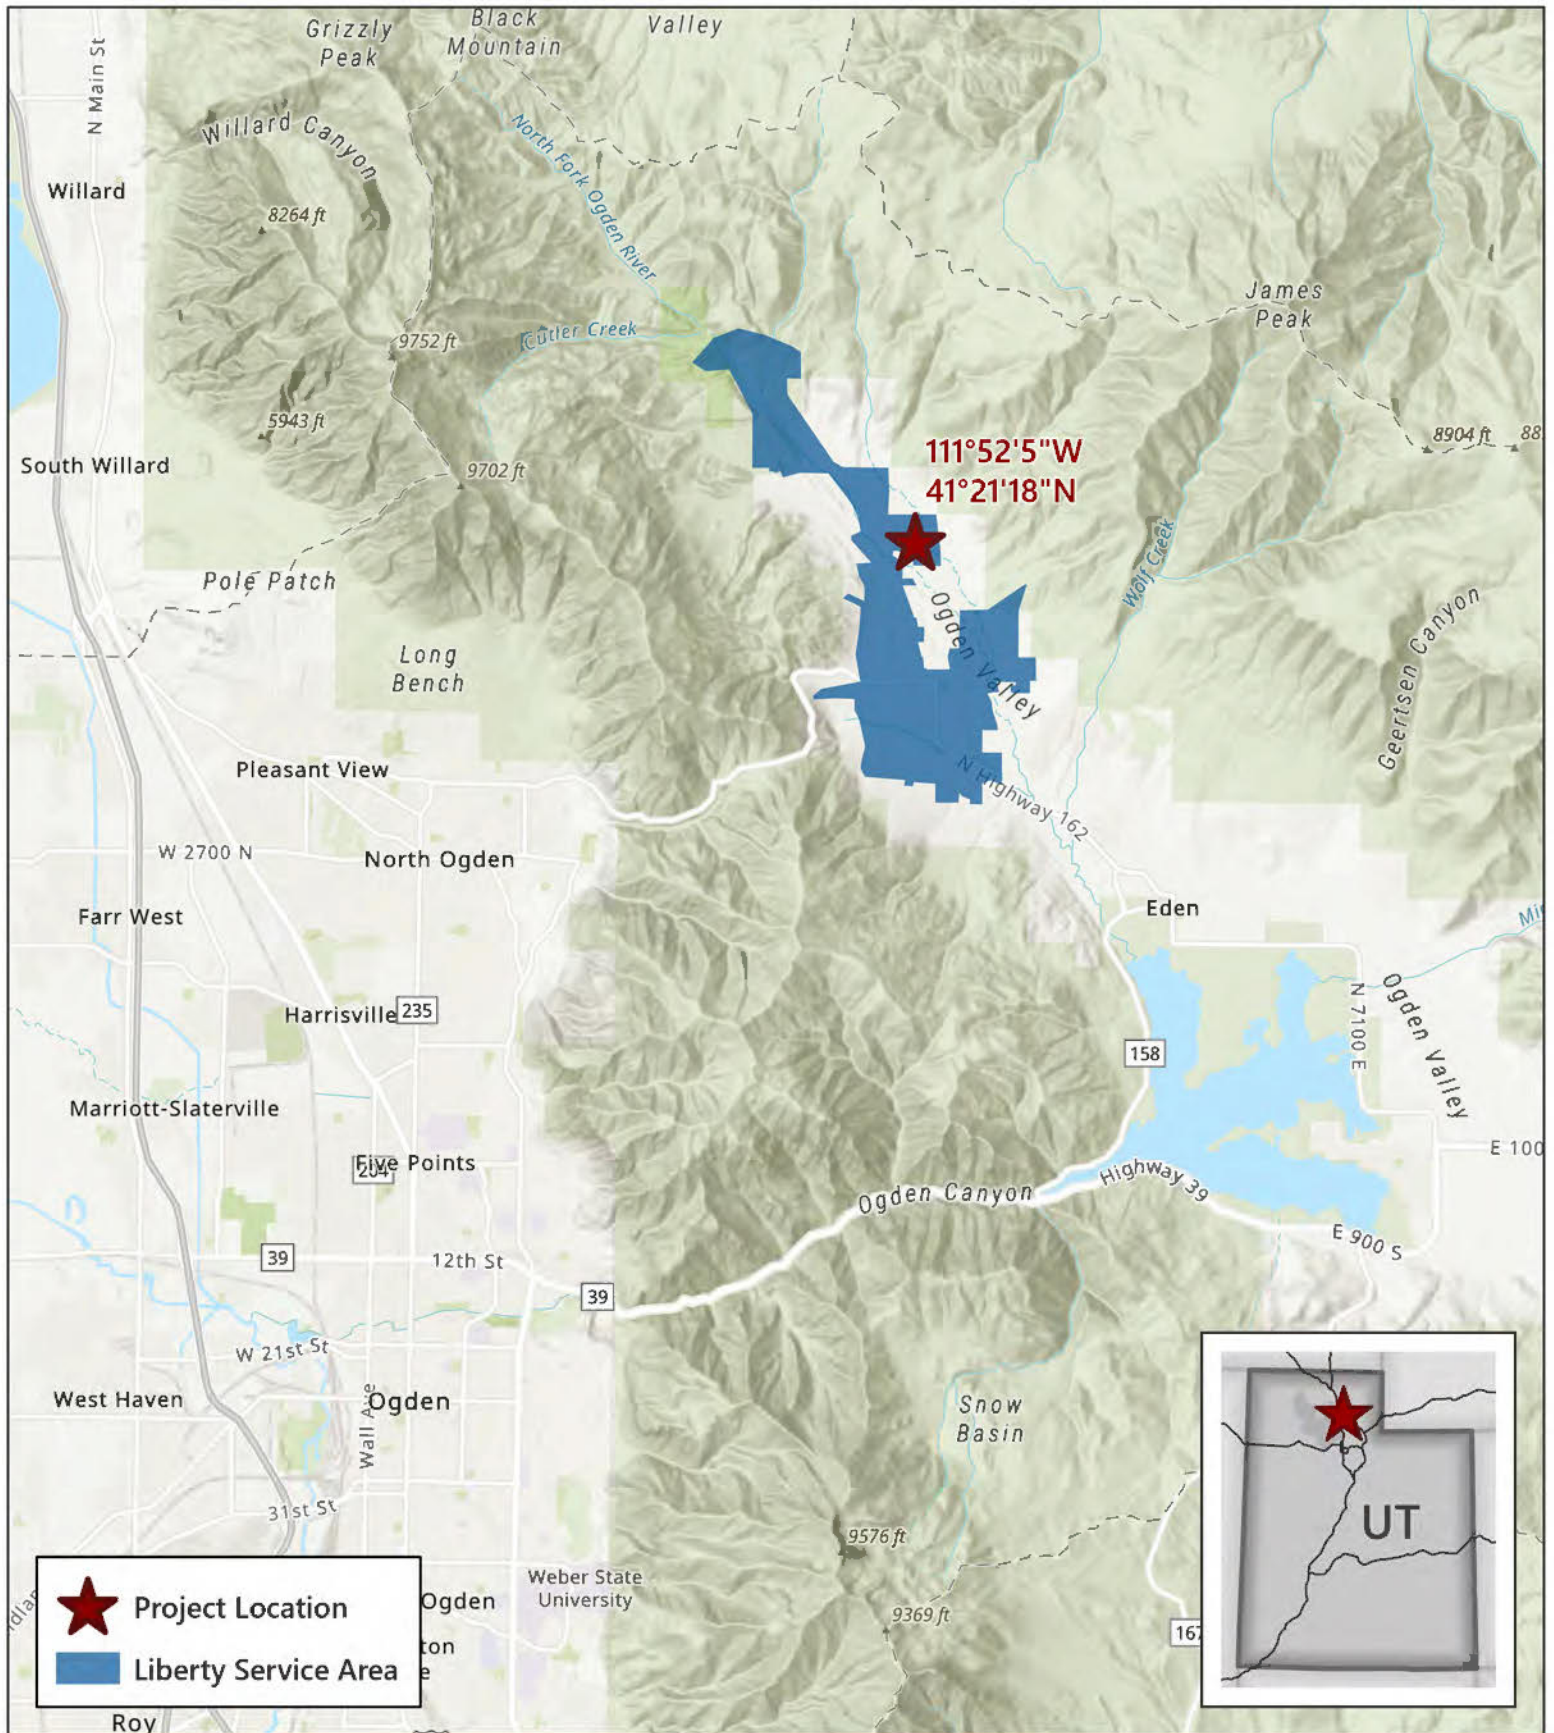 Grizzly
Peak
Black
Mountain
Valley
N Main St
Willard Canyon
North Fork Ogden River
Willard
8264 ft
James
Peak
Cutler Creek
9752 ft
5943 ft
8904 ft
88
111°52'5"W
41°21'18"N
South Willard
9702 ft
Wolf Creek
Pole Patch
Ogden Valley
Geertsen Canyon
Long
Bench
Pleasant View
N Highway 162
W 2700 N
North Ogden
Farr West
Eden
Mi
Harrisville
235
N 7100 E
Ogden Valley
158
Marriott-Slaterville
Five Points
204
E 100
Ogden Canyon
Highway 39
E 900 S
39
12th St
39
W 21st St
West Haven
Wall Ave
Ogden
Snow
Basin
31st St
9576 ft
UT
Weber State
University
Ogden
9369 ft
167
ton
e
Project Location
Liberty Service Area
Roy